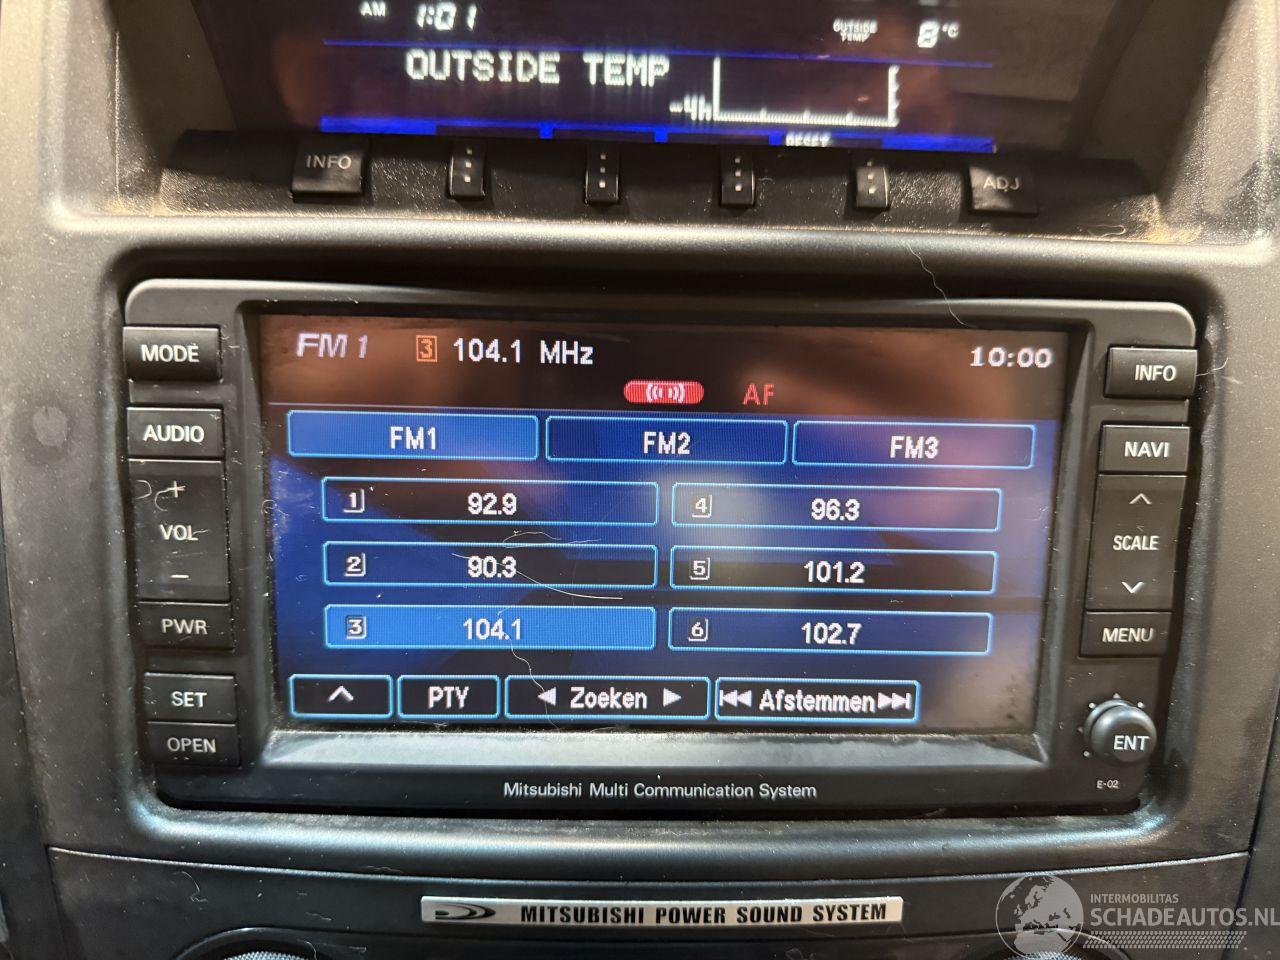 AM 1:01 OUTSIDE TEMP 8°C
OUTSIDE TEMP
-4h
RESET
INFO
ADJ
FM 1 3 104.1 MHz 10:00
AF
MODE
INFO
AUDIO
NAVI
FM1 FM2 FM3
+
VOL
-
SCALE
1 92.9
4 96.3
2 90.3
5 101.2
3 104.1
6 102.7
PWR
MENU
SET
OPEN
PTY Zoeken Afstemmen
ENT
E-02
Mitsubishi Multi Communication System
MITSUBISHI POWER SOUND SYSTEM
INTERMOBILITAS
SCHADEAUTOS.NL